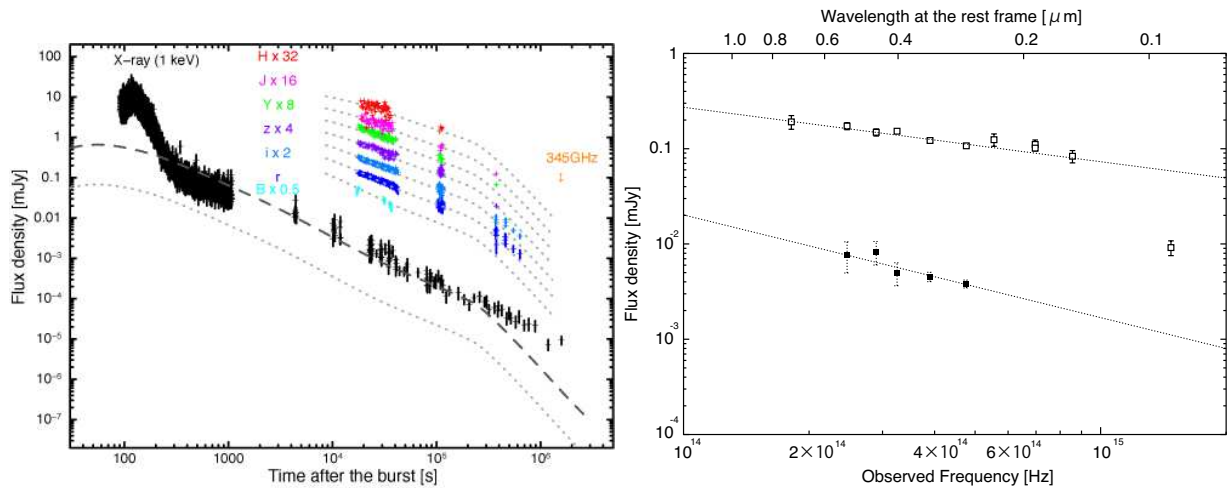 Flux density [mJy]
100
10
1
0.1
0.01
10⁻³
10⁻⁴
10⁻⁵
10⁻⁶
10⁻⁷
X-ray (1 keV)
H x 32
J x 16
Y x 8
z x 4
i x 2
r
B x 0.5
345GHz
100 1000 10⁴ 10⁵ 10⁶
Time after the burst [s]
Wavelength at the rest frame [ μm]
1.0 0.8 0.6 0.4 0.2 0.1
Flux density [mJy]
1
0.1
10⁻²
10⁻³
10⁻⁴
10¹⁴ 2×10¹⁴ 4×10¹⁴ 6×10¹⁴ 10¹⁵
Observed Frequency [Hz]